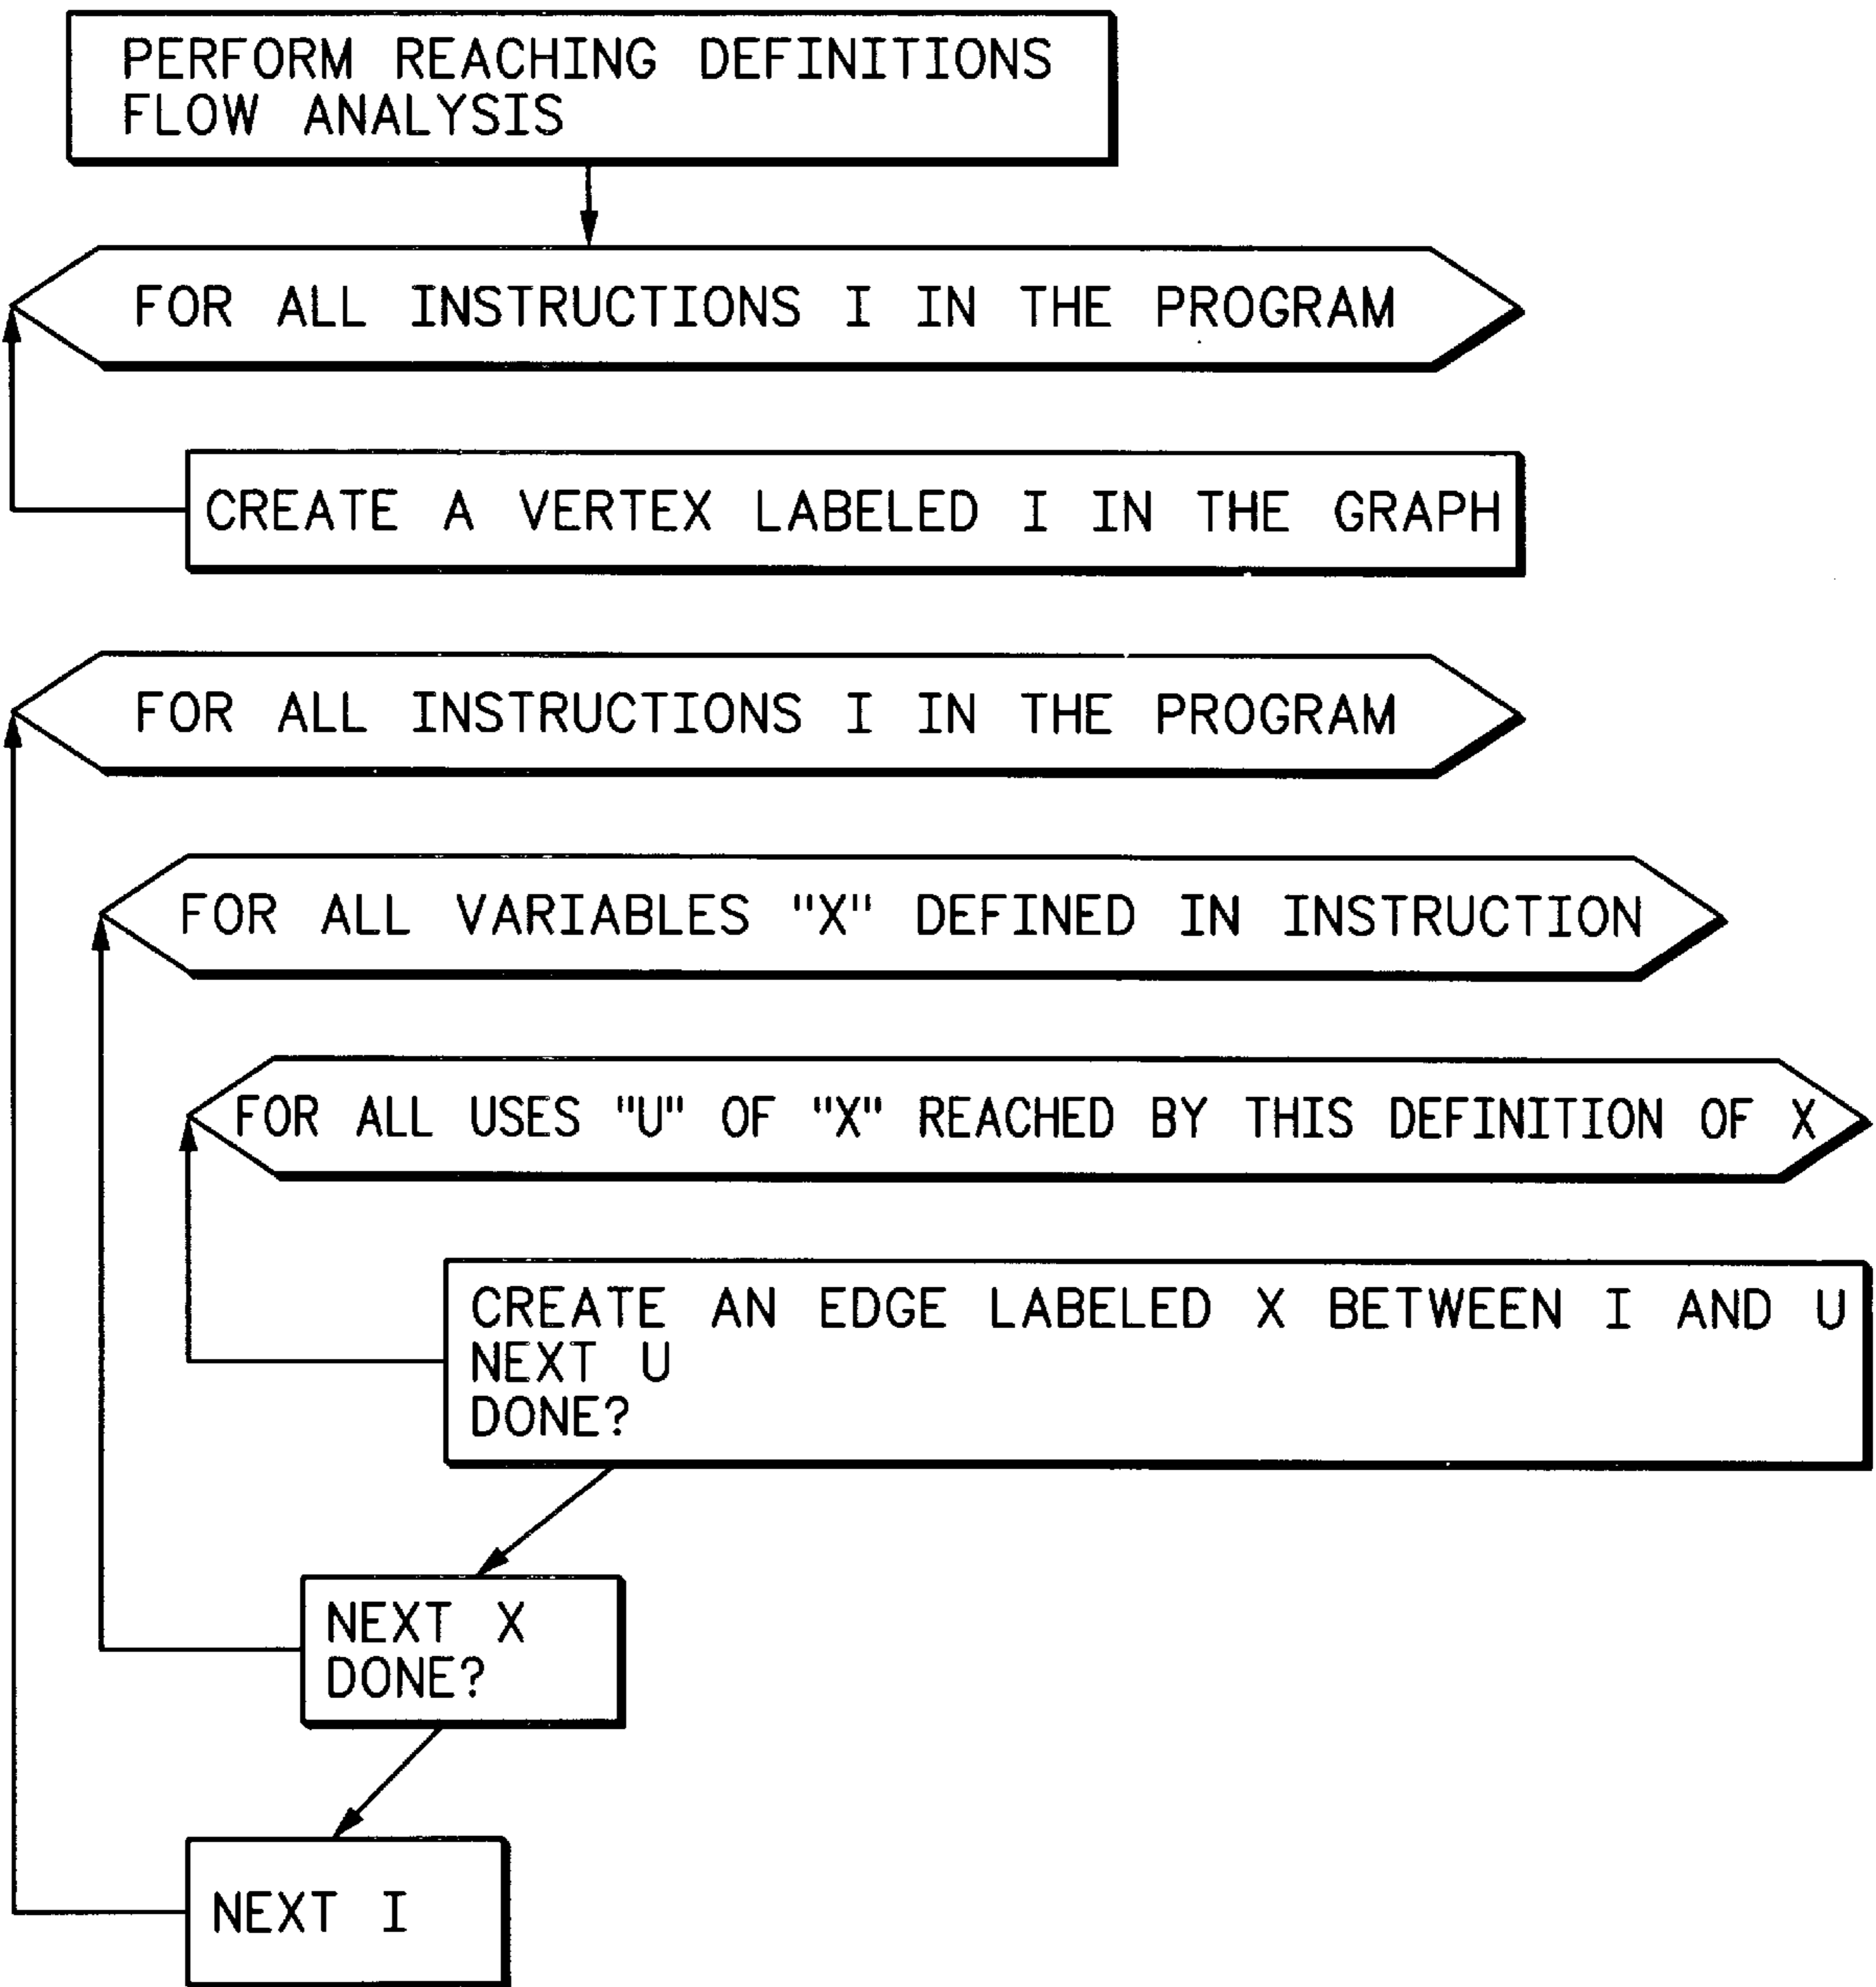 PERFORM REACHING DEFINITIONS
FLOW ANALYSIS
FOR ALL INSTRUCTIONS I IN THE PROGRAM
CREATE A VERTEX LABELED I IN THE GRAPH
FOR ALL INSTRUCTIONS I IN THE PROGRAM
FOR ALL VARIABLES "X" DEFINED IN INSTRUCTION
FOR ALL USES "U" OF "X" REACHED BY THIS DEFINITION OF X
CREATE AN EDGE LABELED X BETWEEN I AND U
NEXT U
DONE?
NEXT X
DONE?
NEXT I